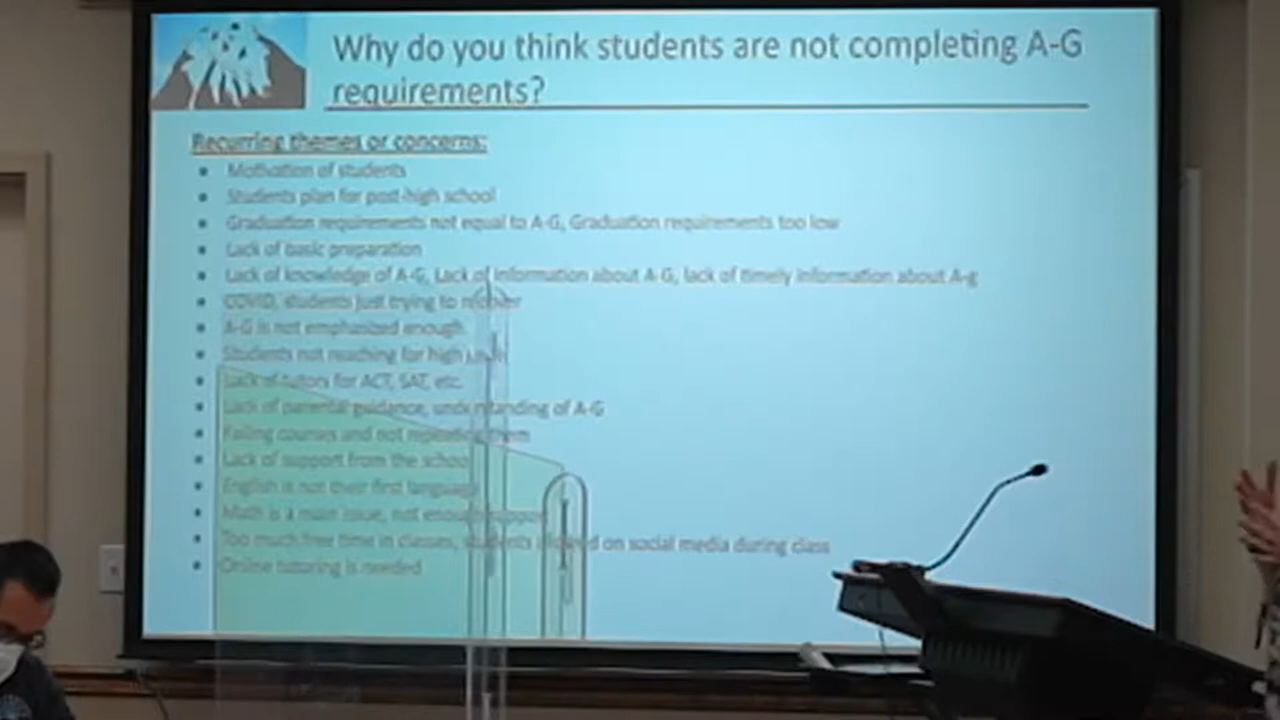 Why do you think students are not completing A-G
requirements?
Recurring themes or concerns:
Motivation of students
Students plan for post-high school
Graduation requirements not equal to A-G, Graduation requirements too low
Lack of basic preparation
Lack of knowledge of A-G, Lack of information about A-G, lack of timely information about A-g
COVID, students just trying to recover
A-G is not emphasized enough
Students not reaching for high
Lack of tutors for ACT, SAT, etc.
Lack of parental guidance, understanding of A-G
Failing courses and not repeating them
Lack of support from the school
English is not their first language
Math is a main issue, not enough support
Too much free time in classes, students allowed on social media during class
Online tutoring is needed